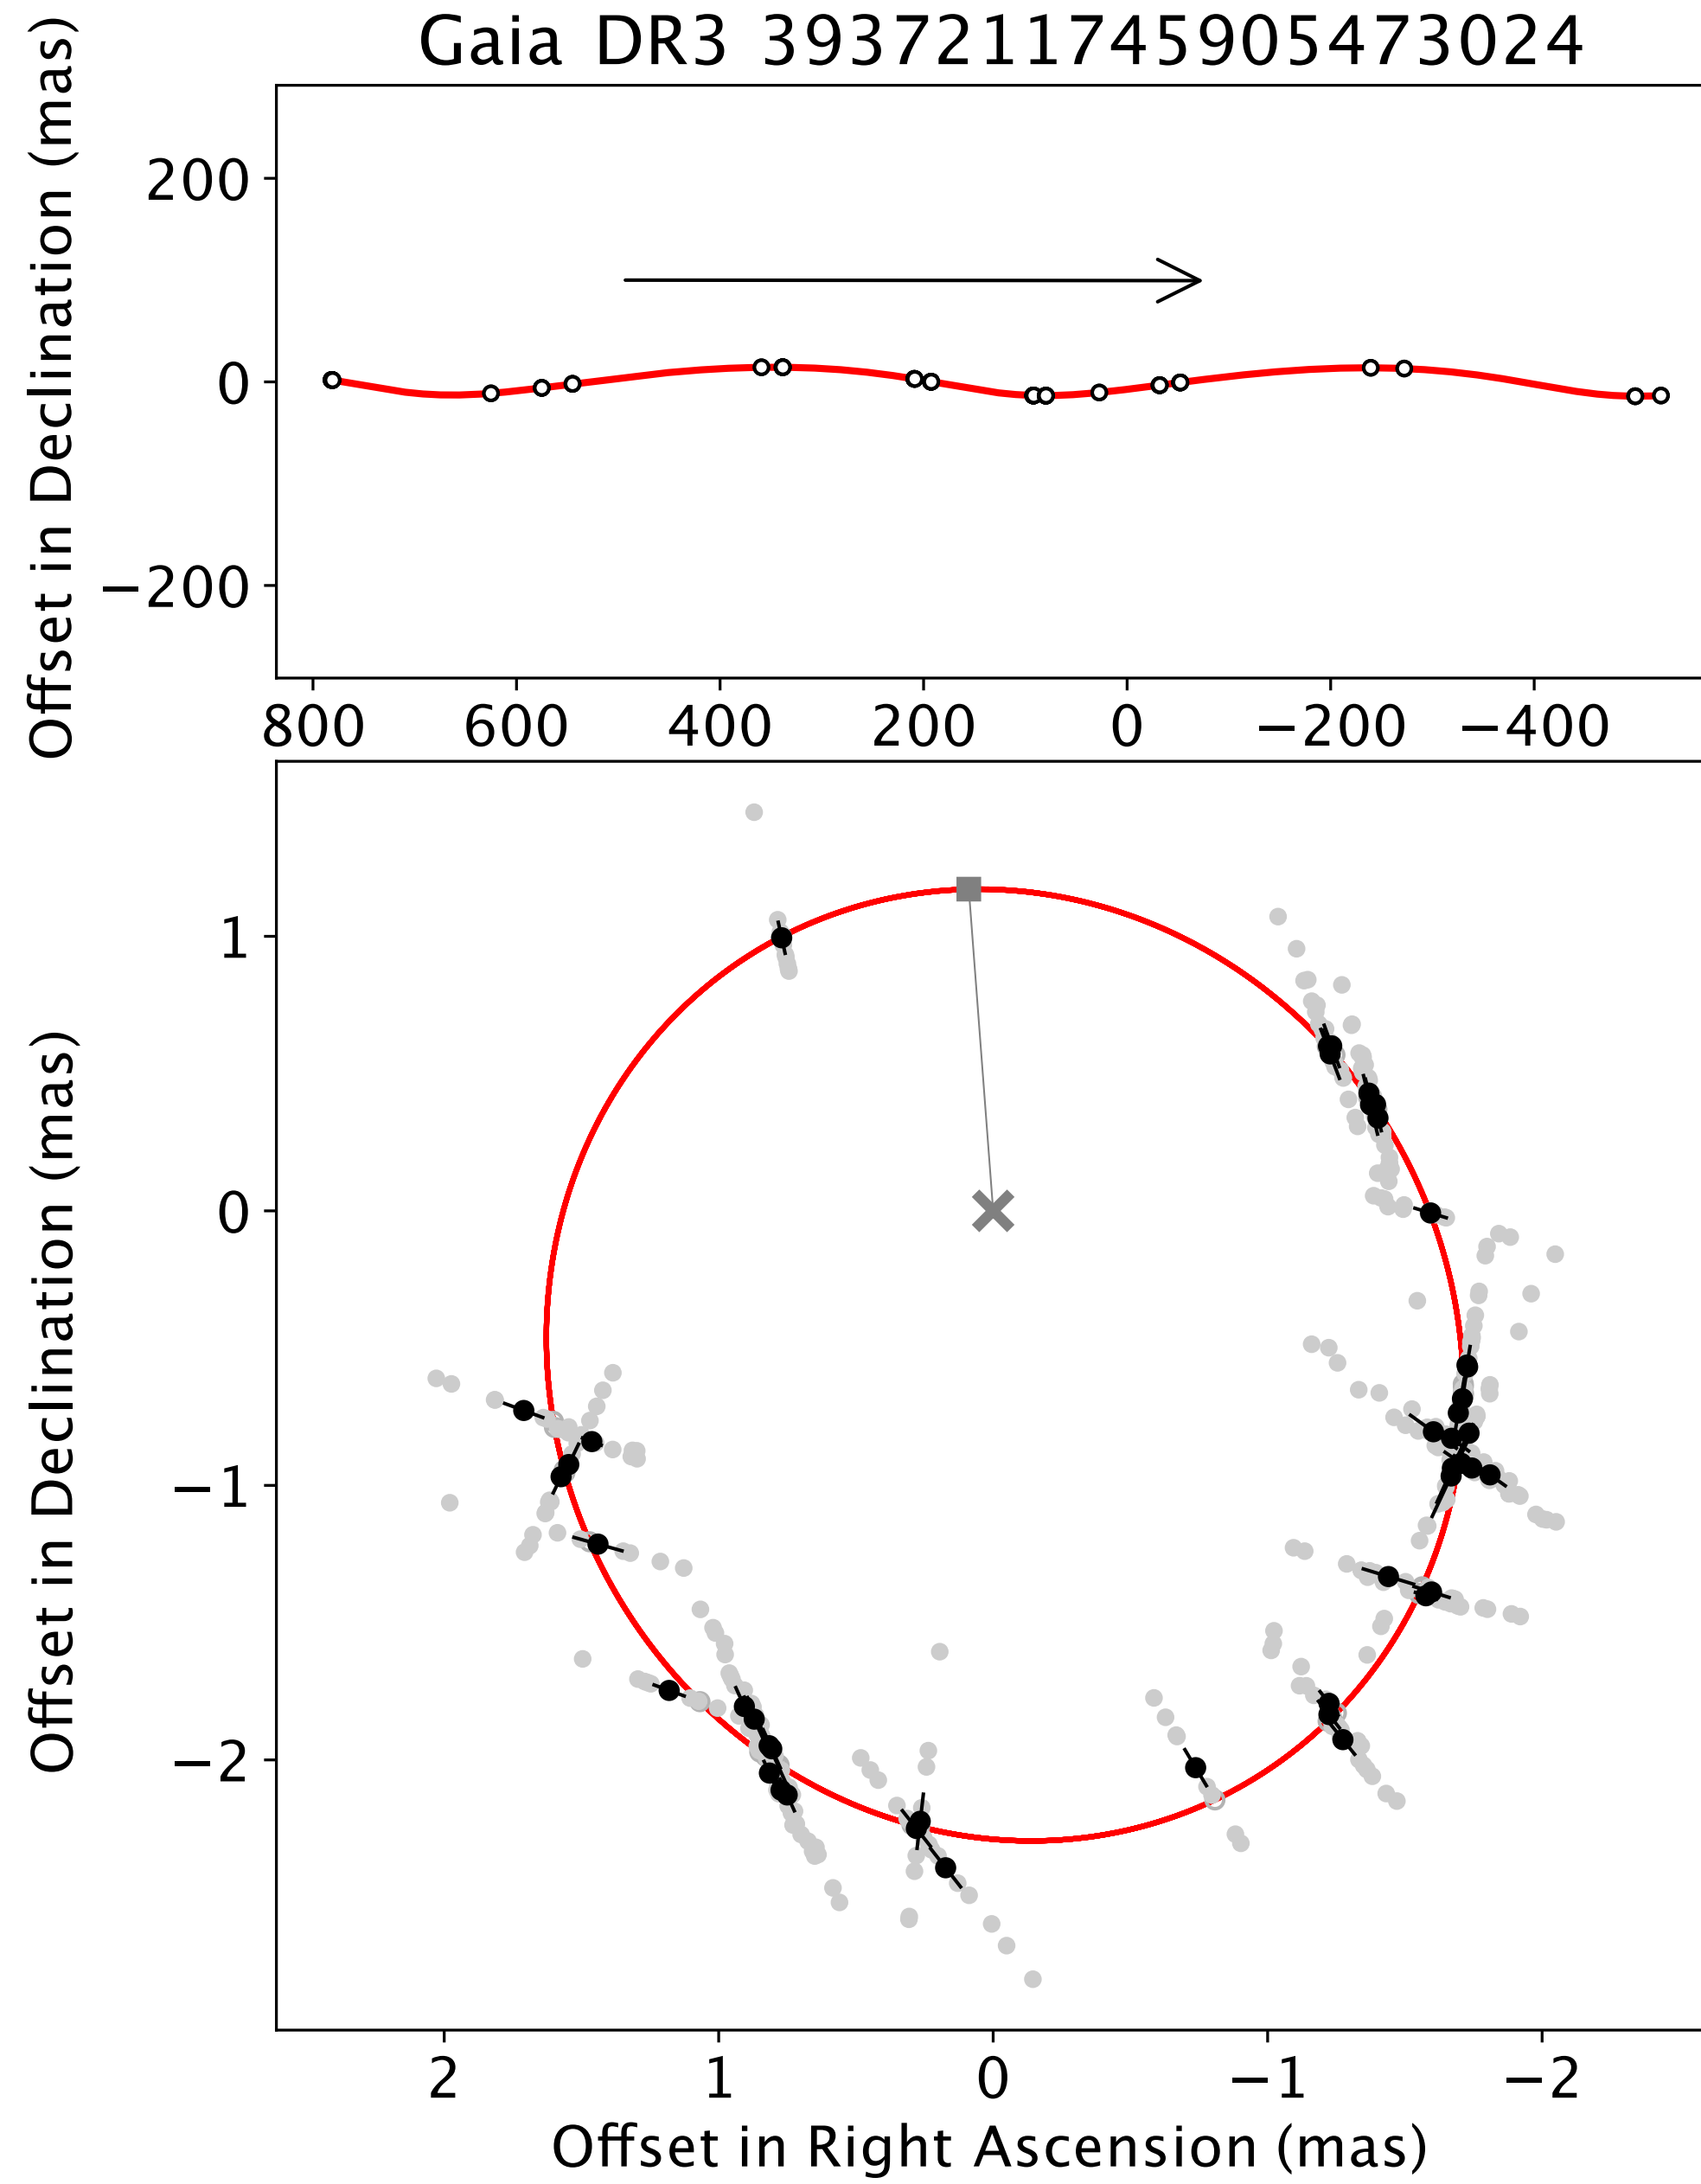 Gaia DR3 3937211745905473024
Offset in Declination (mas)
200
0
−200
800 600 400 200 0 −200 −400
Offset in Declination (mas)
1
0
−1
−2
2 1 0 −1 −2
Offset in Right Ascension (mas)